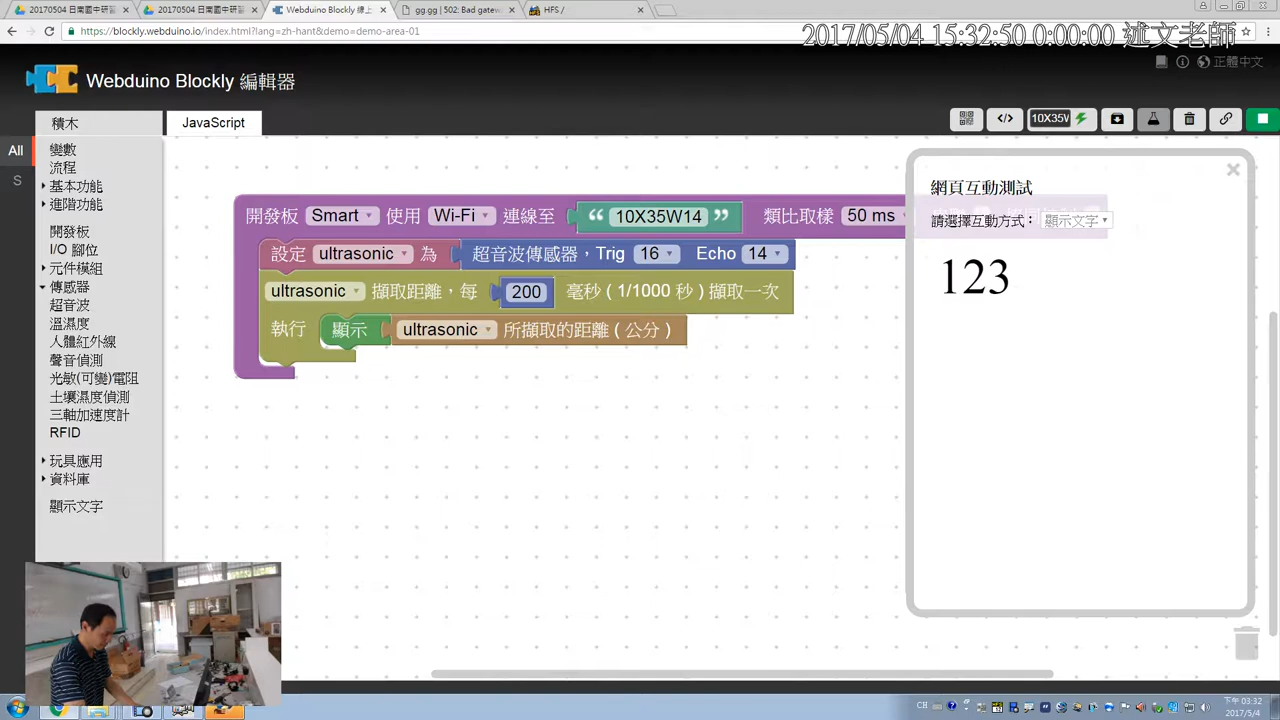 20170504 日南國中研
20170504 日南國中研
Webduino Blockly 線上
gg.gg | 502: Bad gatew
HFS /
https://blockly.webduino.io/index.html?lang=zh-hant&demo=demo-area-01
2017/05/04 15:32:50 0:00:00 述文老師
Webduino Blockly 編輯器
正體中文
積木
JavaScript
10X35W
All
S
變數
流程
基本功能
進階功能
開發板
I/O 腳位
元件模組
傳感器
超音波
溫濕度
人體紅外線
聲音偵測
光敏(可變)電阻
土壤濕度偵測
三軸加速度計
RFID
玩具應用
資料庫
顯示文字
開發板 Smart 使用 Wi-Fi 連線至 “ 10X35W14 ” 類比取樣 50 ms
設定 ultrasonic 為 超音波傳感器，Trig 16 Echo 14
ultrasonic 擷取距離，每 200 毫秒 ( 1/1000 秒 ) 擷取一次
執行 顯示 ultrasonic 所擷取的距離 ( 公分 )
網頁互動測試
請選擇互動方式： 顯示文字
123
CH
下午 03:32
2017/5/4